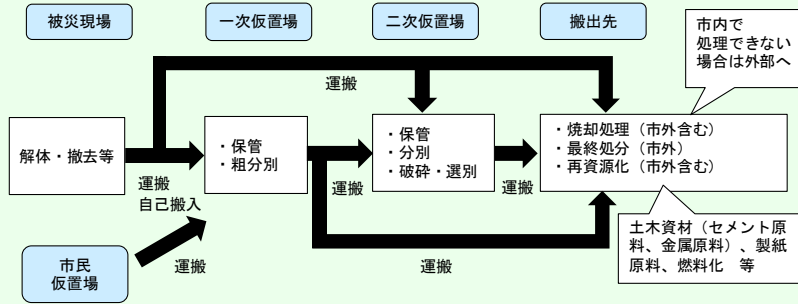 被災現場
一次仮置場
二次仮置場
搬出先
市内で
処理できない
場合は外部へ
運搬
解体・撤去等
・保管
・粗分別
・保管
・分別
・破砕・選別
・焼却処理（市外含む）
・最終処分（市外）
・再資源化（市外含む）
運搬
自己搬入
運搬
運搬
市民
仮置場
運搬
運搬
土木資材（セメント原
料、金属原料）、製紙
原料、燃料化　等